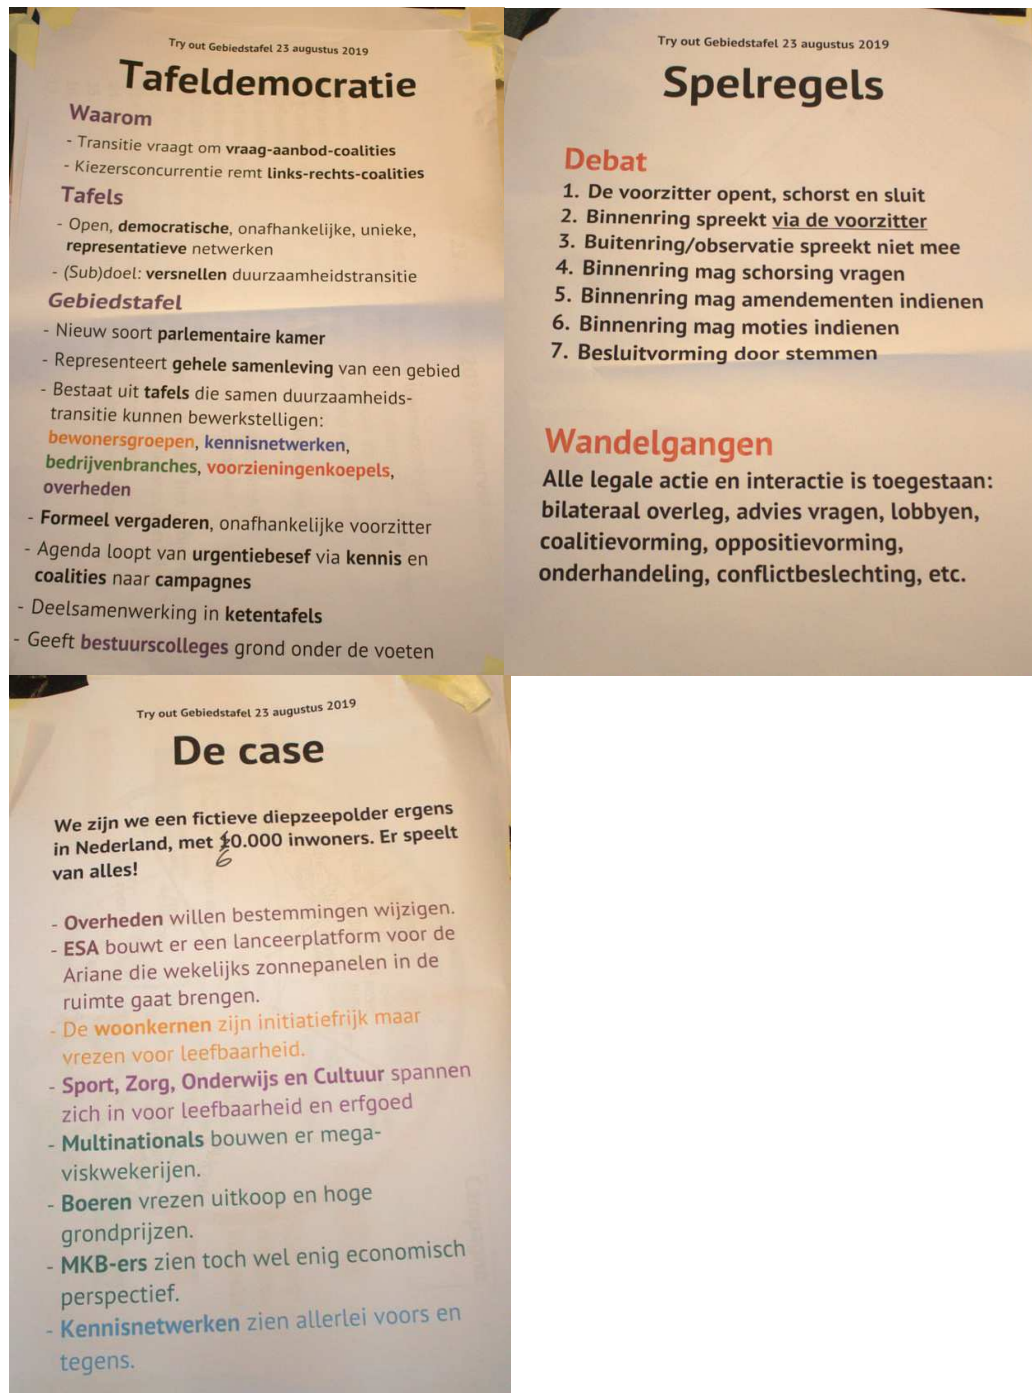 Try out Gebiedstafel 23 augustus 2019
Tafeldemocratie
Waarom
- Transitie vraagt om vraag-aanbod-coalities
- Kiezersconcurrentie remt links-rechts-coalities
Tafels
- Open, democratische, onafhankelijke, unieke,
representatieve netwerken
- (Sub)doel: versnellen duurzaamheidstransitie
Gebiedstafel
- Nieuw soort parlementaire kamer
- Representeert gehele samenleving van een gebied
- Bestaat uit tafels die samen duurzaamheids-
transitie kunnen bewerkstelligen:
bewonersgroepen, kennisnetwerken,
bedrijvenbranches, voorzieningenkoepels,
overheden
- Formeel vergaderen, onafhankelijke voorzitter
- Agenda loopt van urgentiebesef via kennis en
coalities naar campagnes
- Deelsamenwerking in ketentafels
- Geeft bestuurscolleges grond onder de voeten
Try out Gebiedstafel 23 augustus 2019
Spelregels
Debat
1. De voorzitter opent, schorst en sluit
2. Binnenring spreekt via de voorzitter
3. Buitenring/observatie spreekt niet mee
4. Binnenring mag schorsing vragen
5. Binnenring mag amendementen indienen
6. Binnenring mag moties indienen
7. Besluitvorming door stemmen
Wandelgangen
Alle legale actie en interactie is toegestaan:
bilateraal overleg, advies vragen, lobbyen,
coalitievorming, oppositievorming,
onderhandeling, conflictbeslechting, etc.
Try out Gebiedstafel 23 augustus 2019
De case
We zijn we een fictieve diepzeepolder ergens
in Nederland, met 10.000 inwoners. Er speelt
6
van alles!
- Overheden willen bestemmingen wijzigen.
- ESA bouwt er een lanceerplatform voor de
Ariane die wekelijks zonnepanelen in de
ruimte gaat brengen.
- De woonkernen zijn initiatiefrijk maar
vrezen voor leefbaarheid.
- Sport, Zorg, Onderwijs en Cultuur spannen
zich in voor leefbaarheid en erfgoed
- Multinationals bouwen er mega-
viskwekerijen.
- Boeren vrezen uitkoop en hoge
grondprijzen.
- MKB-ers zien toch wel enig economisch
perspectief.
- Kennisnetwerken zien allerlei voors en
tegens.